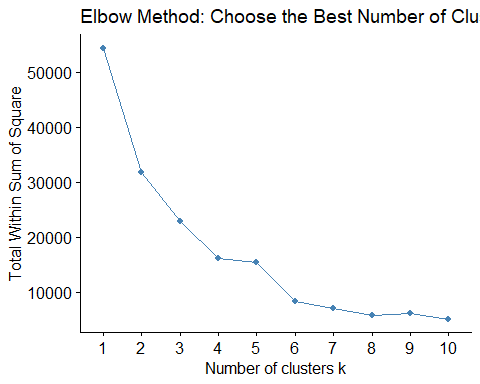 Elbow Method: Choose the Best Number of Clu
Total Within Sum of Square
50000
40000
30000
20000
10000
1 2 3 4 5 6 7 8 9 10
Number of clusters k